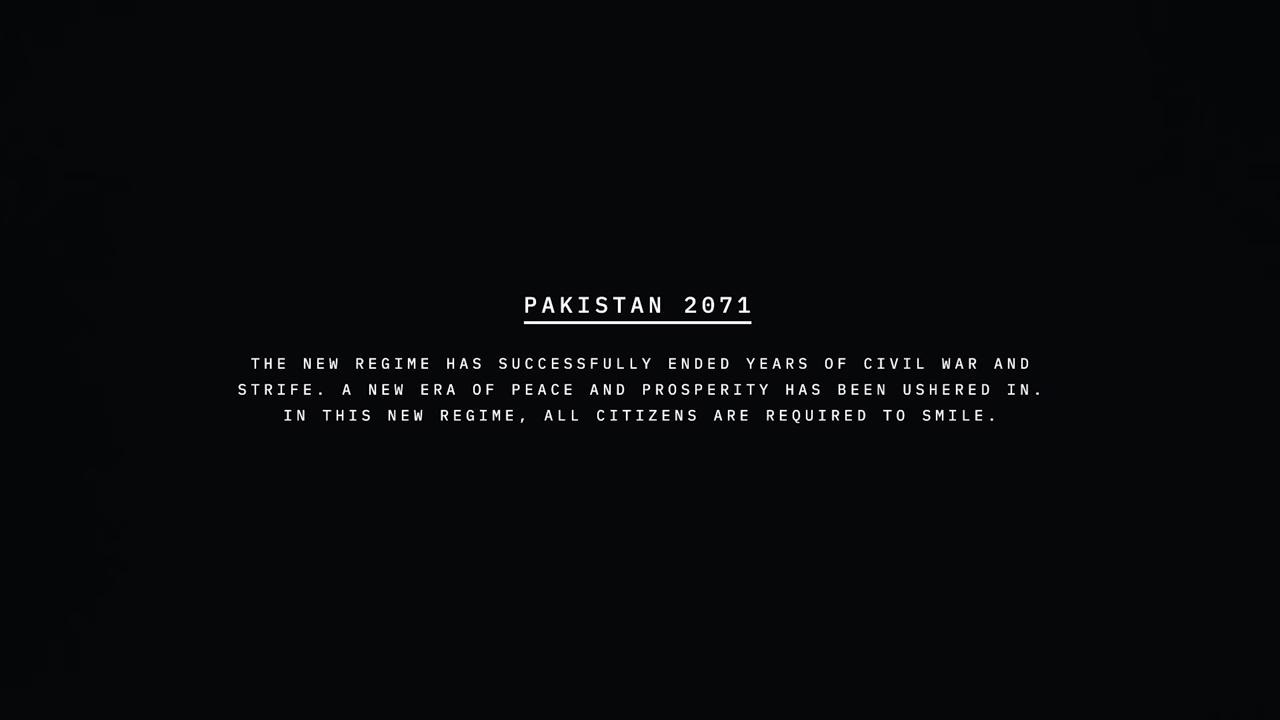 PAKISTAN 2071
THE NEW REGIME HAS SUCCESSFULLY ENDED YEARS OF CIVIL WAR AND
STRIFE. A NEW ERA OF PEACE AND PROSPERITY HAS BEEN USHERED IN.
IN THIS NEW REGIME, ALL CITIZENS ARE REQUIRED TO SMILE.